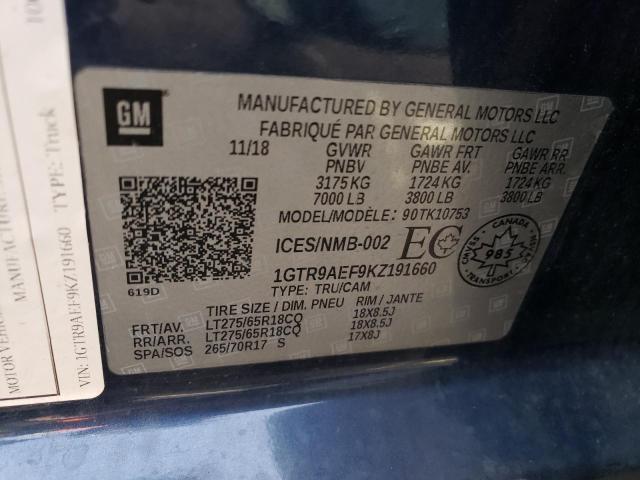 GM
MANUFACTURED BY GENERAL MOTORS LLC
FABRIQUÉ PAR GENERAL MOTORS LLC
11/18 GVWR GAWR FRT GAWR RR
PNBV PNBE AV. PNBE ARR.
3175 KG 1724 KG 1724 KG
7000 LB 3800 LB 3800 LB
MODEL/MODÈLE: 90TK10753
ICES/NMB-002 EC
CANADA
CMVSS
985
NSVAC
1GTR9AEF9KZ191660
619D
TYPE: TRU/CAM
TIRE SIZE / DIM. PNEU RIM / JANTE
FRT/AV. LT275/65R18CQ 18X8.5J
RR/ARR. LT275/65R18CQ 18X8.5J
SPA/SOS 265/70R17 S 17X8J
TYPE: Truck
VIN: 1GTR9AEF9KZ191660